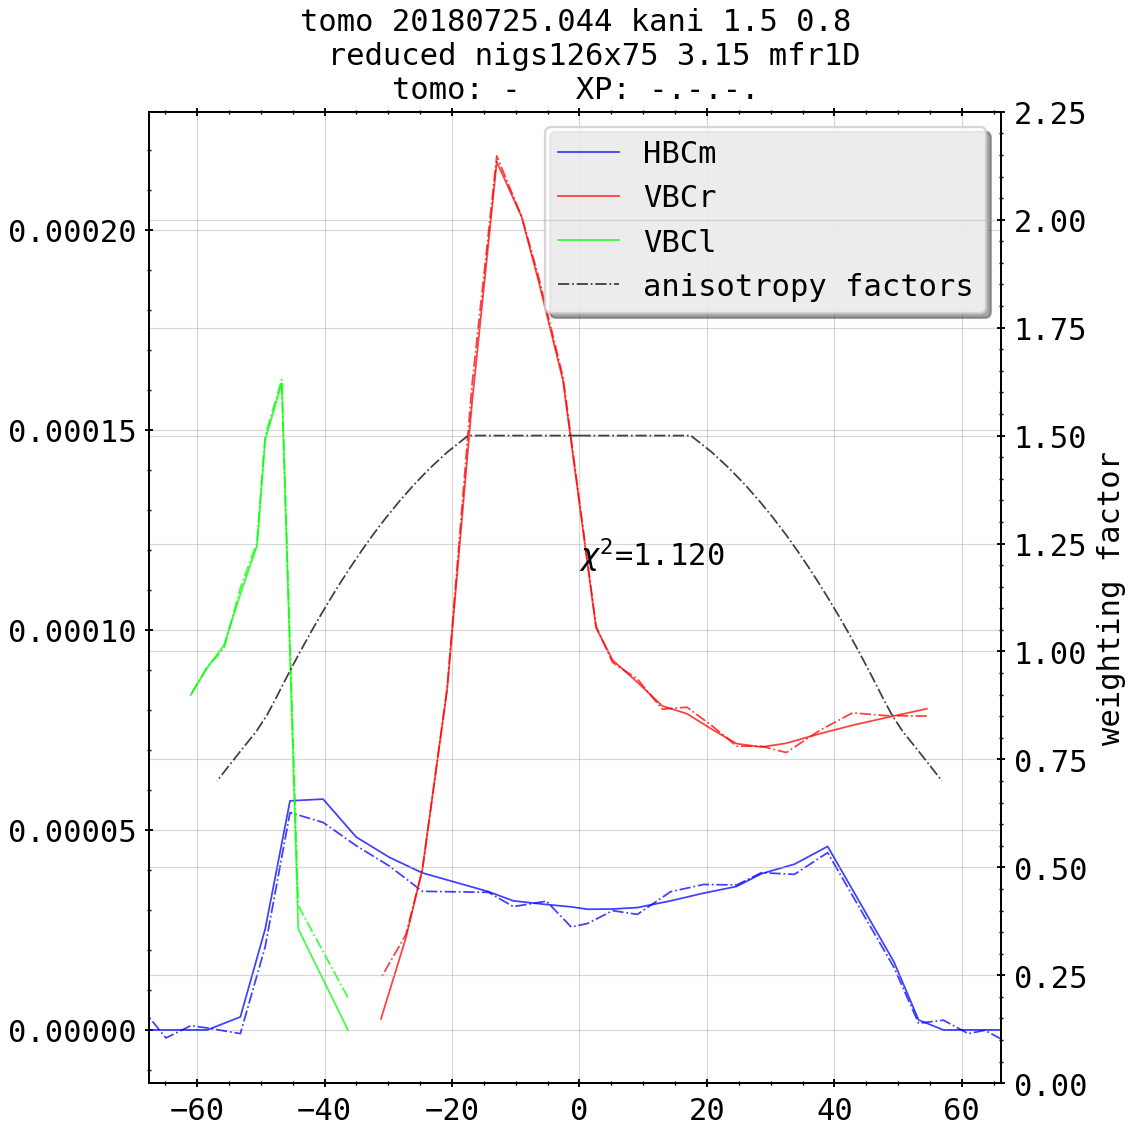 tomo 20180725.044 kani 1.5 0.8
reduced nigs126x75 3.15 mfr1D
tomo: -   XP: -.-.-.
HBCm
VBCr
VBCl
anisotropy factors
χ²=1.120
0.00020
0.00015
0.00010
0.00005
0.00000
2.25
2.00
1.75
1.50
1.25
1.00
0.75
0.50
0.25
0.00
weighting factor
−60 −40 −20 0 20 40 60